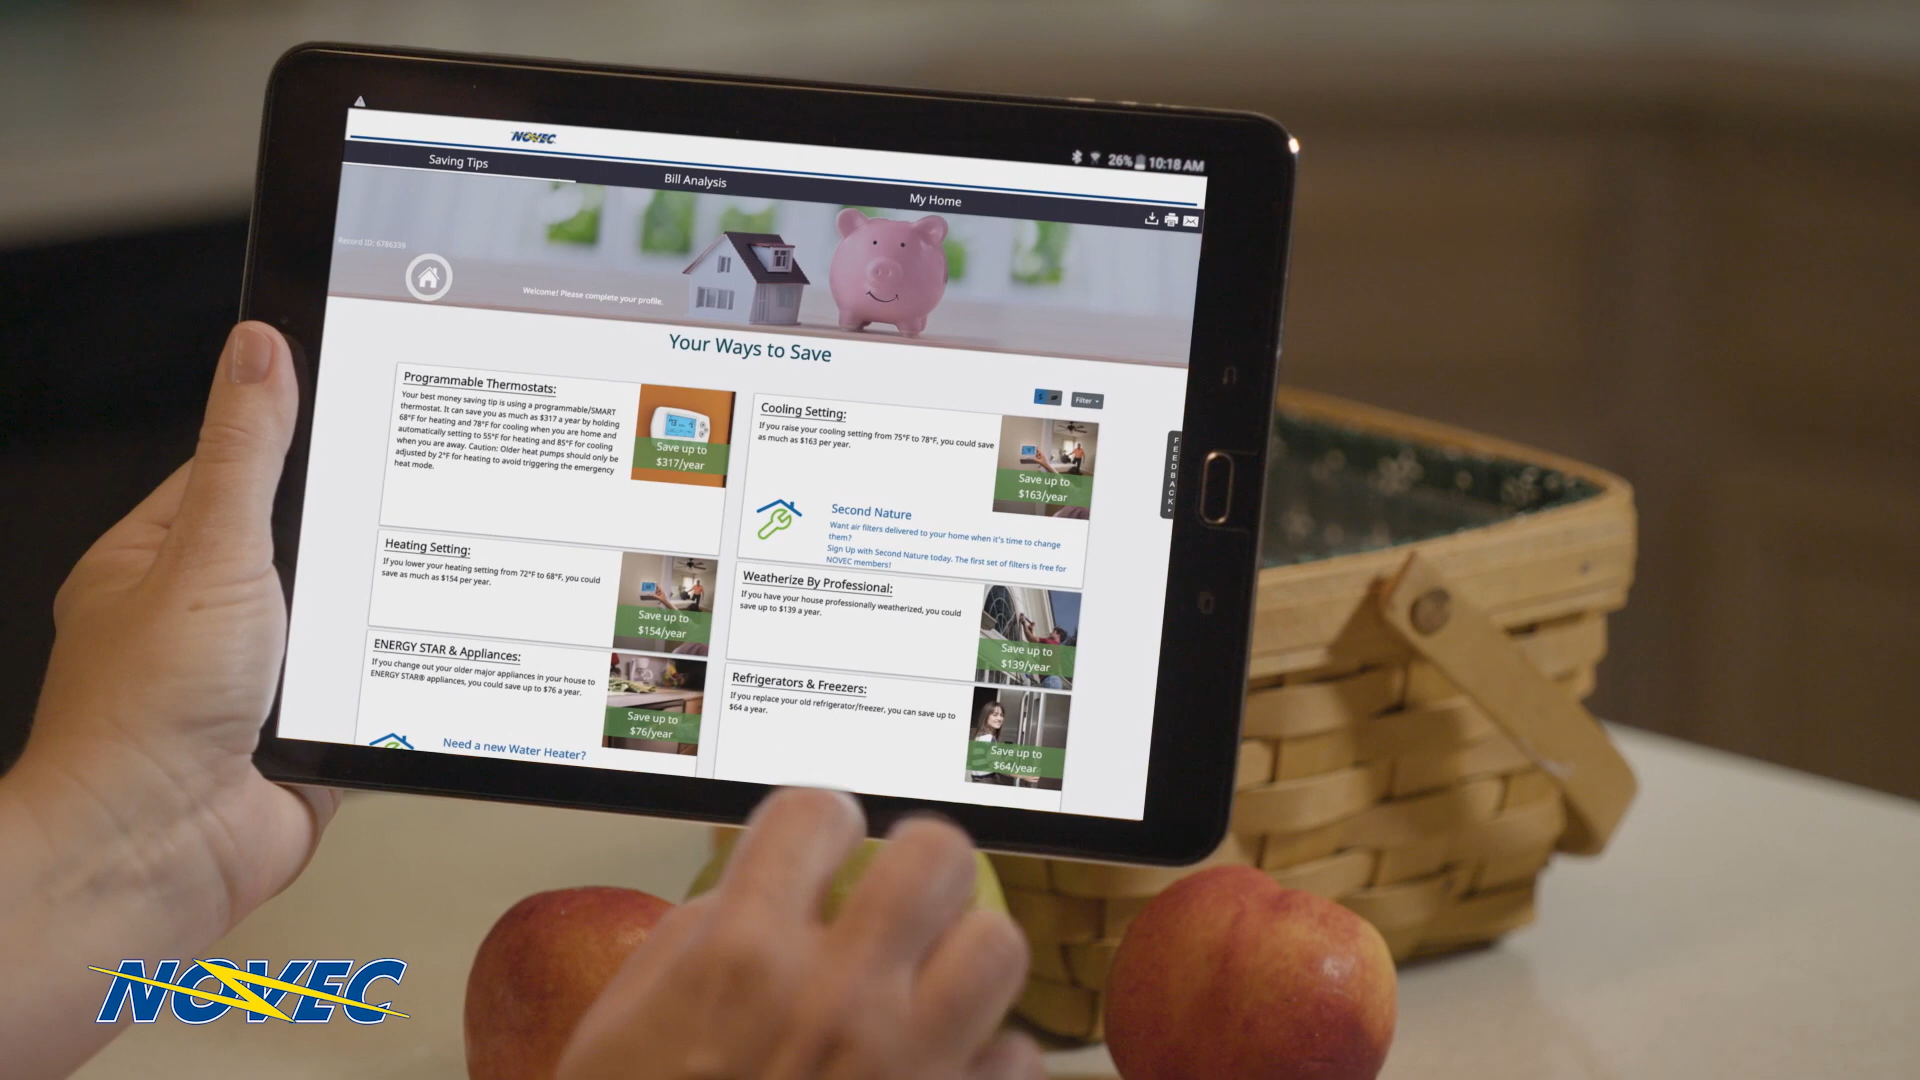 26% 10:18 AM
NOVEC
Saving Tips
Bill Analysis
My Home
Record ID: 6786339
Welcome! Please complete your profile.
Your Ways to Save
$
Filter
Programmable Thermostats:
Your best money saving tip is using a programmable/SMART
thermostat. It can save you as much as $317 a year by holding
68°F for heating and 78°F for cooling when you are home and
automatically setting to 55°F for heating and 85°F for cooling
when you are away. Caution: Older heat pumps should only be
adjusted by 2°F for heating to avoid triggering the emergency
heat mode.
Save up to
$317/year
Cooling Setting:
If you raise your cooling setting from 75°F to 78°F, you could save
as much as $163 per year.
Save up to
$163/year
Second Nature
Want air filters delivered to your home when it's time to change
them?
Sign Up with Second Nature today. The first set of filters is free for
NOVEC members!
FEEDBACK
Heating Setting:
If you lower your heating setting from 72°F to 68°F, you could
save as much as $154 per year.
Save up to
$154/year
Weatherize By Professional:
If you have your house professionally weatherized, you could
save up to $139 a year.
Save up to
$139/year
ENERGY STAR & Appliances:
If you change out your older major appliances in your house to
ENERGY STAR® appliances, you could save up to $76 a year.
Save up to
$76/year
Refrigerators & Freezers:
If you replace your old refrigerator/freezer, you can save up to
$64 a year.
Save up to
$64/year
Need a new Water Heater?
NOVEC